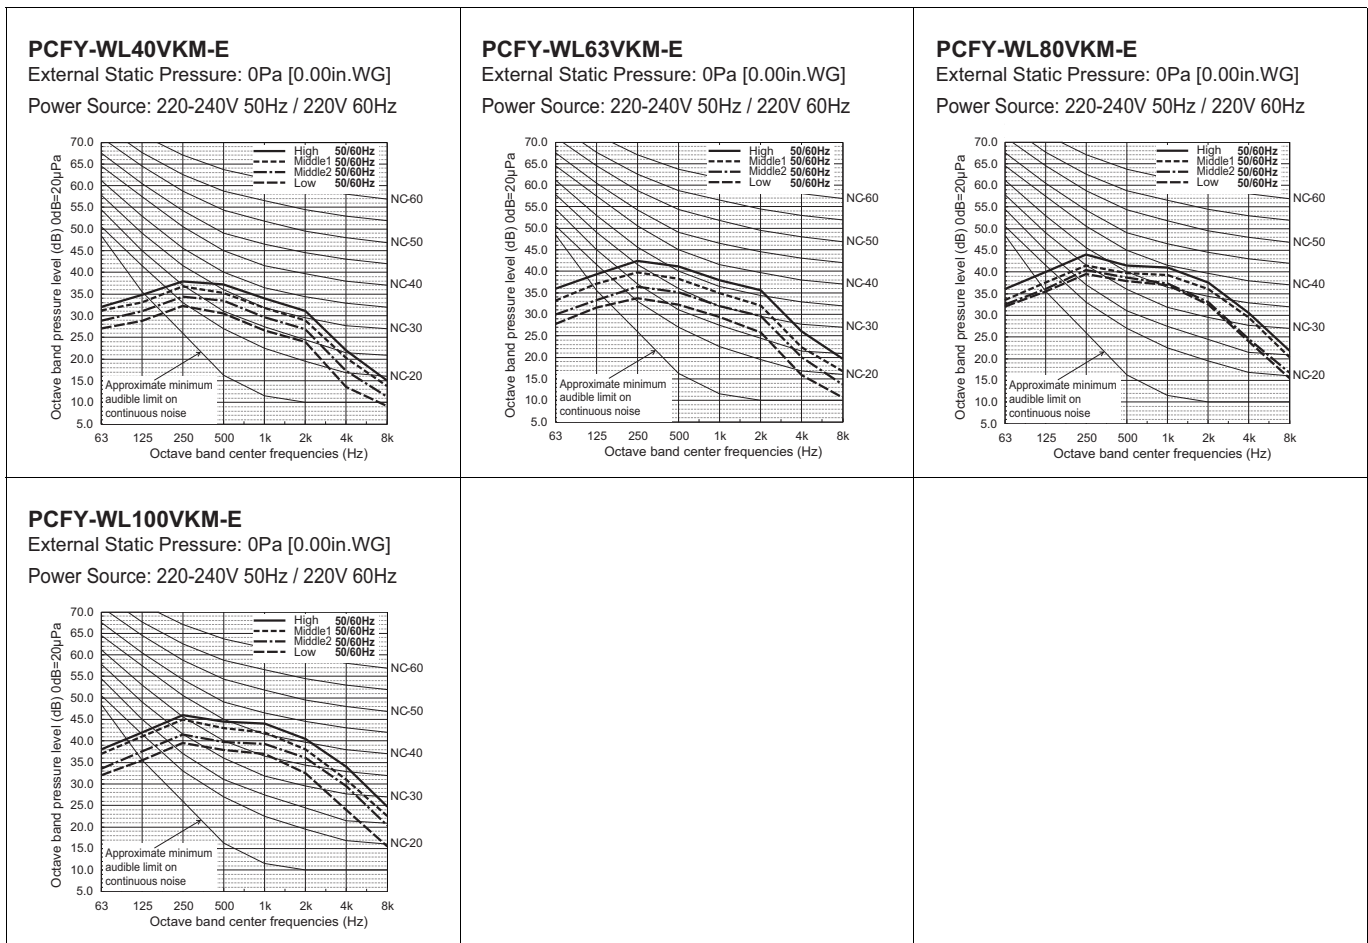 PCFY-WL40VKM-E
External Static Pressure: 0Pa [0.00in.WG]
Power Source: 220-240V 50Hz / 220V 60Hz
Octave band pressure level (dB) 0dB=20µPa
70.0
65.0
60.0
55.0
50.0
45.0
40.0
35.0
30.0
25.0
20.0
15.0
10.0
5.0
High 50/60Hz
Middle1 50/60Hz
Middle2 50/60Hz
Low 50/60Hz
NC-60
NC-50
NC-40
NC-30
NC-20
Approximate minimum
audible limit on
continuous noise
63 125 250 500 1k 2k 4k 8k
Octave band center frequencies (Hz)
PCFY-WL63VKM-E
External Static Pressure: 0Pa [0.00in.WG]
Power Source: 220-240V 50Hz / 220V 60Hz
Octave band pressure level (dB) 0dB=20µPa
70.0
65.0
60.0
55.0
50.0
45.0
40.0
35.0
30.0
25.0
20.0
15.0
10.0
5.0
High 50/60Hz
Middle1 50/60Hz
Middle2 50/60Hz
Low 50/60Hz
NC-60
NC-50
NC-40
NC-30
NC-20
Approximate minimum
audible limit on
continuous noise
63 125 250 500 1k 2k 4k 8k
Octave band center frequencies (Hz)
PCFY-WL80VKM-E
External Static Pressure: 0Pa [0.00in.WG]
Power Source: 220-240V 50Hz / 220V 60Hz
Octave band pressure level (dB) 0dB=20µPa
70.0
65.0
60.0
55.0
50.0
45.0
40.0
35.0
30.0
25.0
20.0
15.0
10.0
5.0
High 50/60Hz
Middle1 50/60Hz
Middle2 50/60Hz
Low 50/60Hz
NC-60
NC-50
NC-40
NC-30
NC-20
Approximate minimum
audible limit on
continuous noise
63 125 250 500 1k 2k 4k 8k
Octave band center frequencies (Hz)
PCFY-WL100VKM-E
External Static Pressure: 0Pa [0.00in.WG]
Power Source: 220-240V 50Hz / 220V 60Hz
Octave band pressure level (dB) 0dB=20µPa
70.0
65.0
60.0
55.0
50.0
45.0
40.0
35.0
30.0
25.0
20.0
15.0
10.0
5.0
High 50/60Hz
Middle1 50/60Hz
Middle2 50/60Hz
Low 50/60Hz
NC-60
NC-50
NC-40
NC-30
NC-20
Approximate minimum
audible limit on
continuous noise
63 125 250 500 1k 2k 4k 8k
Octave band center frequencies (Hz)